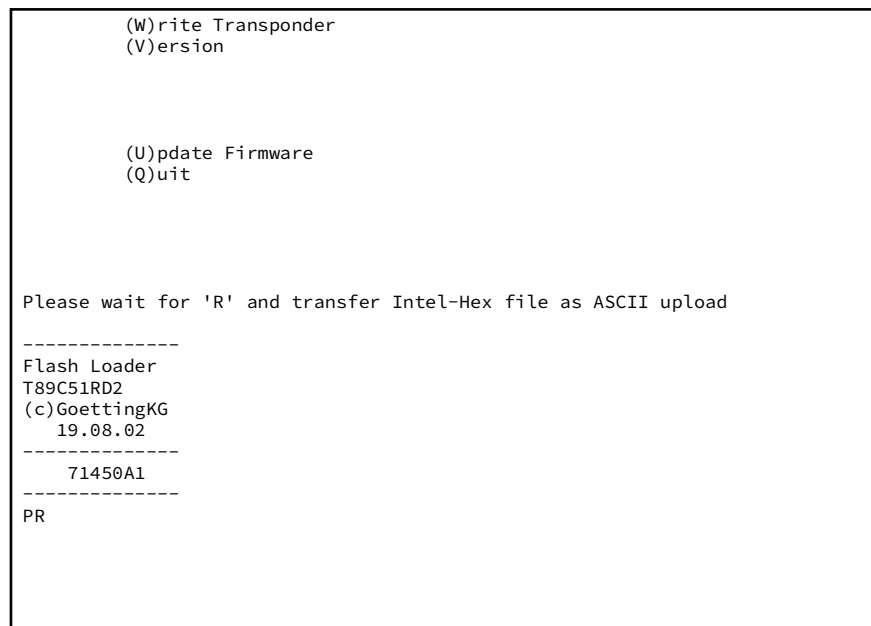 (W)rite Transponder
(V)ersion
(U)pdate Firmware
(Q)uit
Please wait for 'R' and transfer Intel-Hex file as ASCII upload
--------------
Flash Loader
T89C51RD2
(c)GoettingKG
19.08.02
--------------
71450A1
--------------
PR